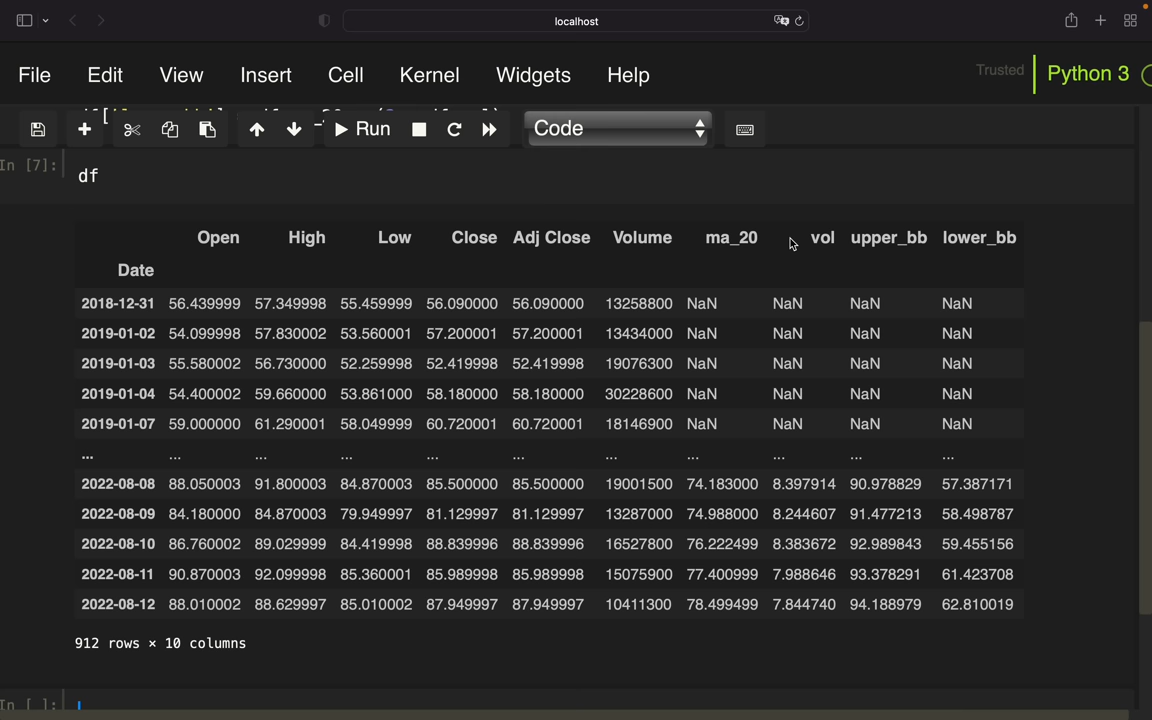 localhost
File Edit View Insert Cell Kernel Widgets Help Trusted Python 3
Run Code
In [7]:
df
Open High Low Close Adj Close Volume ma_20 vol upper_bb lower_bb
Date
2018-12-31 56.439999 57.349998 55.459999 56.090000 56.090000 13258800 NaN NaN NaN NaN
2019-01-02 54.099998 57.830002 53.560001 57.200001 57.200001 13434000 NaN NaN NaN NaN
2019-01-03 55.580002 56.730000 52.259998 52.419998 52.419998 19076300 NaN NaN NaN NaN
2019-01-04 54.400002 59.660000 53.861000 58.180000 58.180000 30228600 NaN NaN NaN NaN
2019-01-07 59.000000 61.290001 58.049999 60.720001 60.720001 18146900 NaN NaN NaN NaN
... ... ... ... ... ... ... ... ... ... ...
2022-08-08 88.050003 91.800003 84.870003 85.500000 85.500000 19001500 74.183000 8.397914 90.978829 57.387171
2022-08-09 84.180000 84.870003 79.949997 81.129997 81.129997 13287000 74.988000 8.244607 91.477213 58.498787
2022-08-10 86.760002 89.029999 84.419998 88.839996 88.839996 16527800 76.222499 8.383672 92.989843 59.455156
2022-08-11 90.870003 92.099998 85.360001 85.989998 85.989998 15075900 77.400999 7.988646 93.378291 61.423708
2022-08-12 88.010002 88.629997 85.010002 87.949997 87.949997 10411300 78.499499 7.844740 94.188979 62.810019
912 rows × 10 columns
In [ ]: